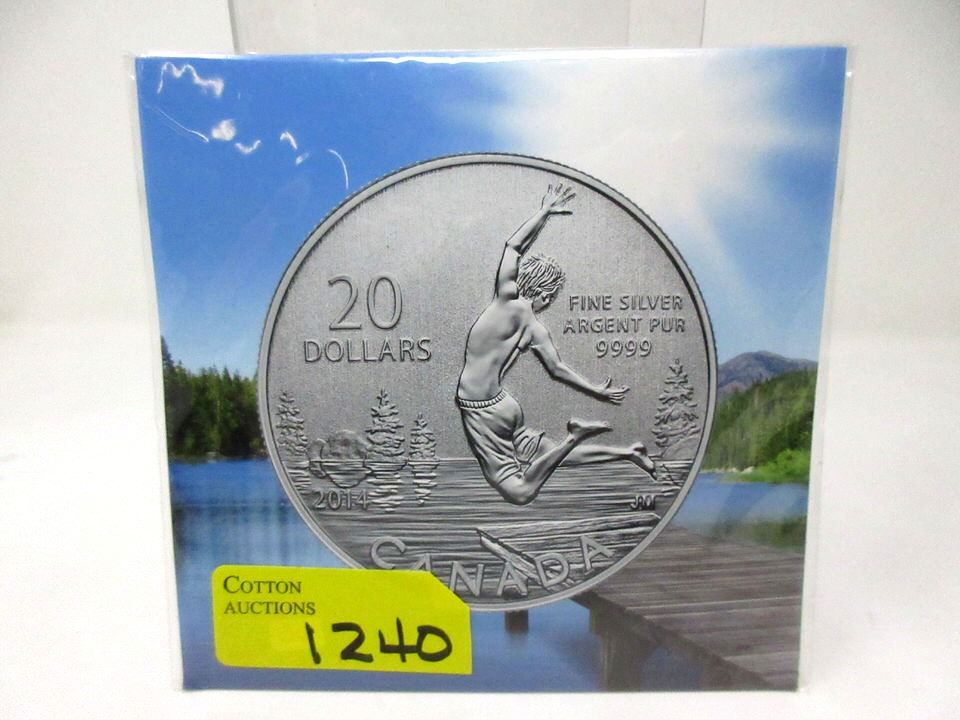 20
DOLLARS
FINE SILVER
ARGENT PUR
9999
2014
CANADA
COTTON
AUCTIONS
1240